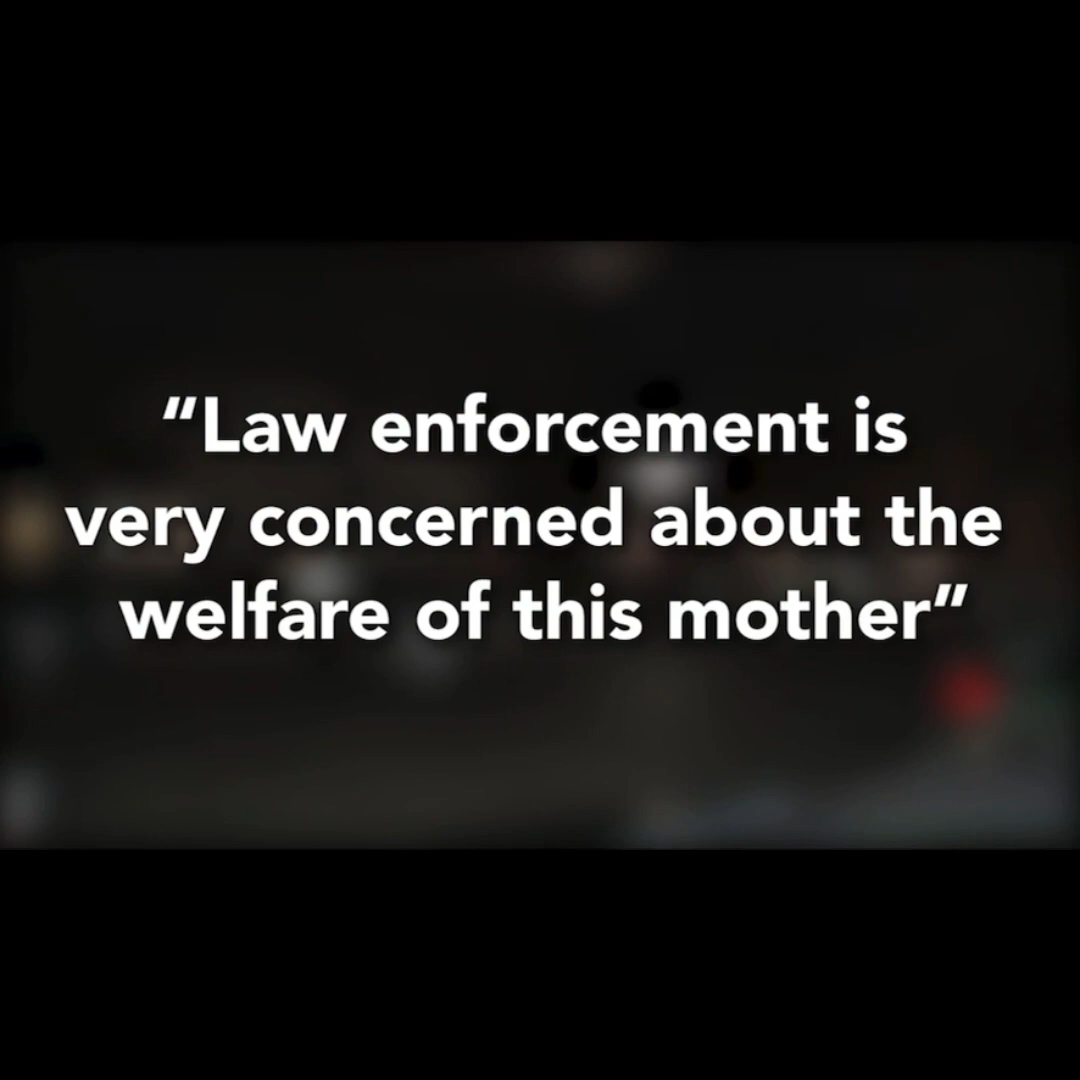 “Law enforcement is
very concerned about the
welfare of this mother”